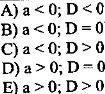 A) a < 0; D < 0
B) a < 0; D = 0
C) a < 0; D > 0
D) a > 0; D = 0
E) a > 0; D > 0